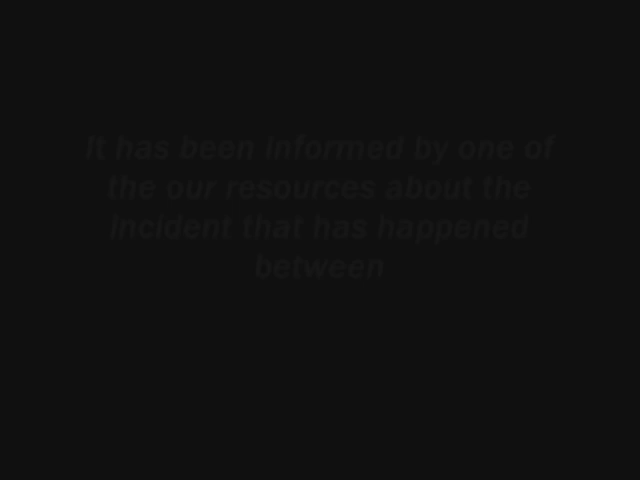 It has been informed by one of
the our resources about the
Incident that has happened
between